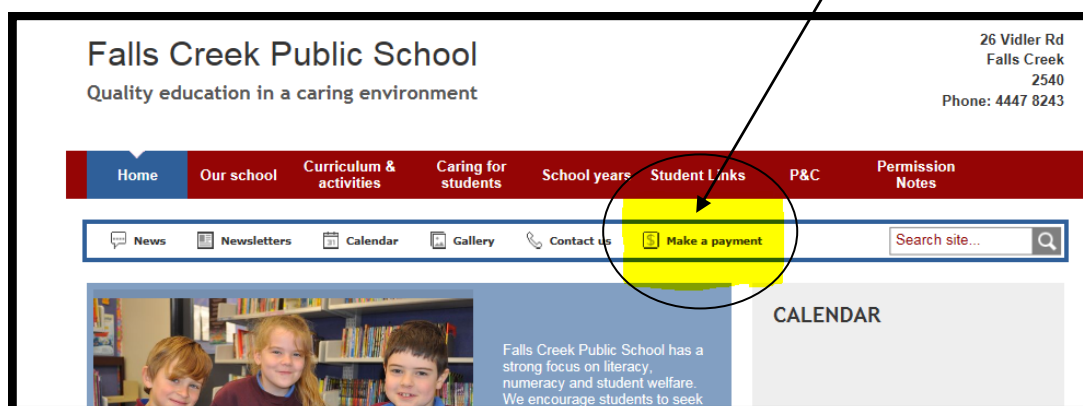 Falls Creek Public School
Quality education in a caring environment
26 Vidler Rd
Falls Creek
2540
Phone: 4447 8243
Home Our school Curriculum & activities Caring for students School years Student Links P&C Permission Notes
News Newsletters 31 Calendar Gallery Contact us $ Make a payment Search site...
Falls Creek Public School has a
strong focus on literacy,
numeracy and student welfare.
We encourage students to seek
CALENDAR